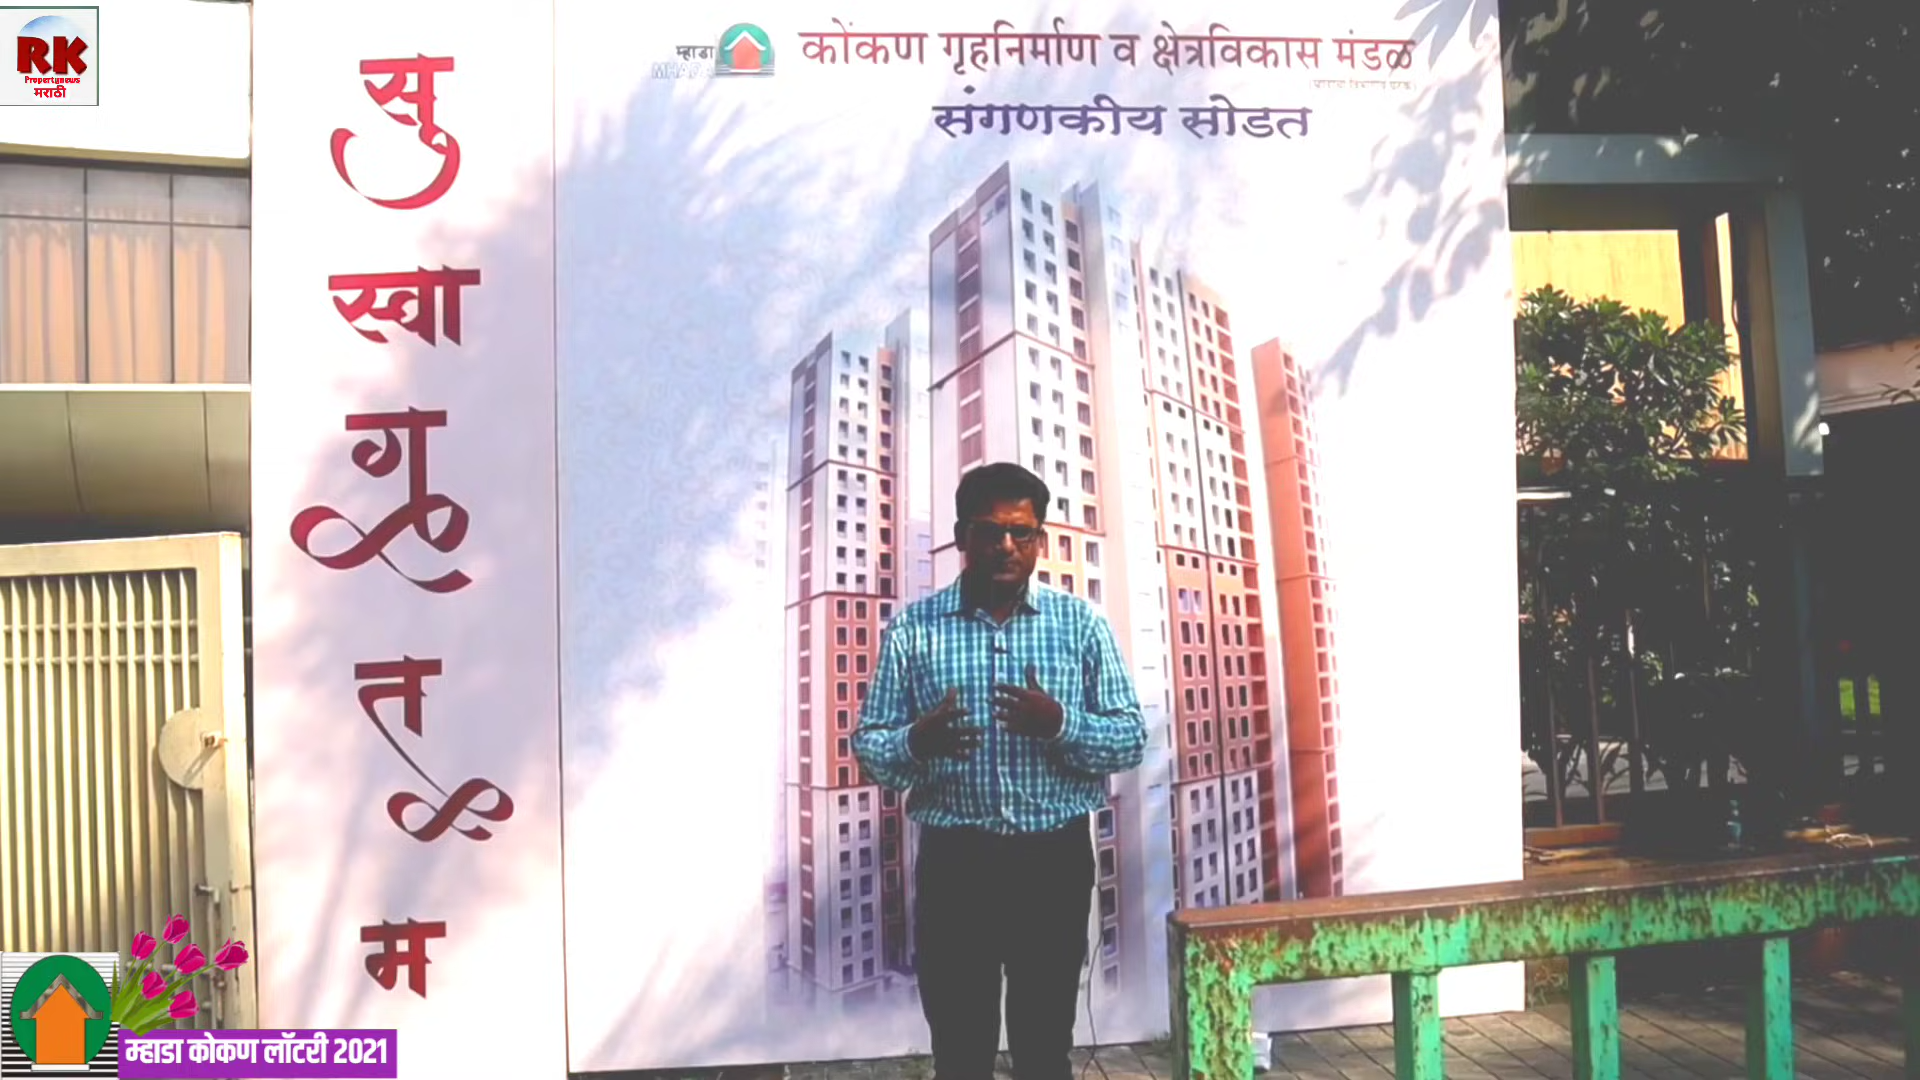 RK
Propertynews
मराठी
सु
स्वा
ग
त
म
म्हाडा
MHADA
कोंकण गृहनिर्माण व क्षेत्रविकास मंडळ
संगणकीय सोडत
म्हाडा कोकण लॉटरी 2021